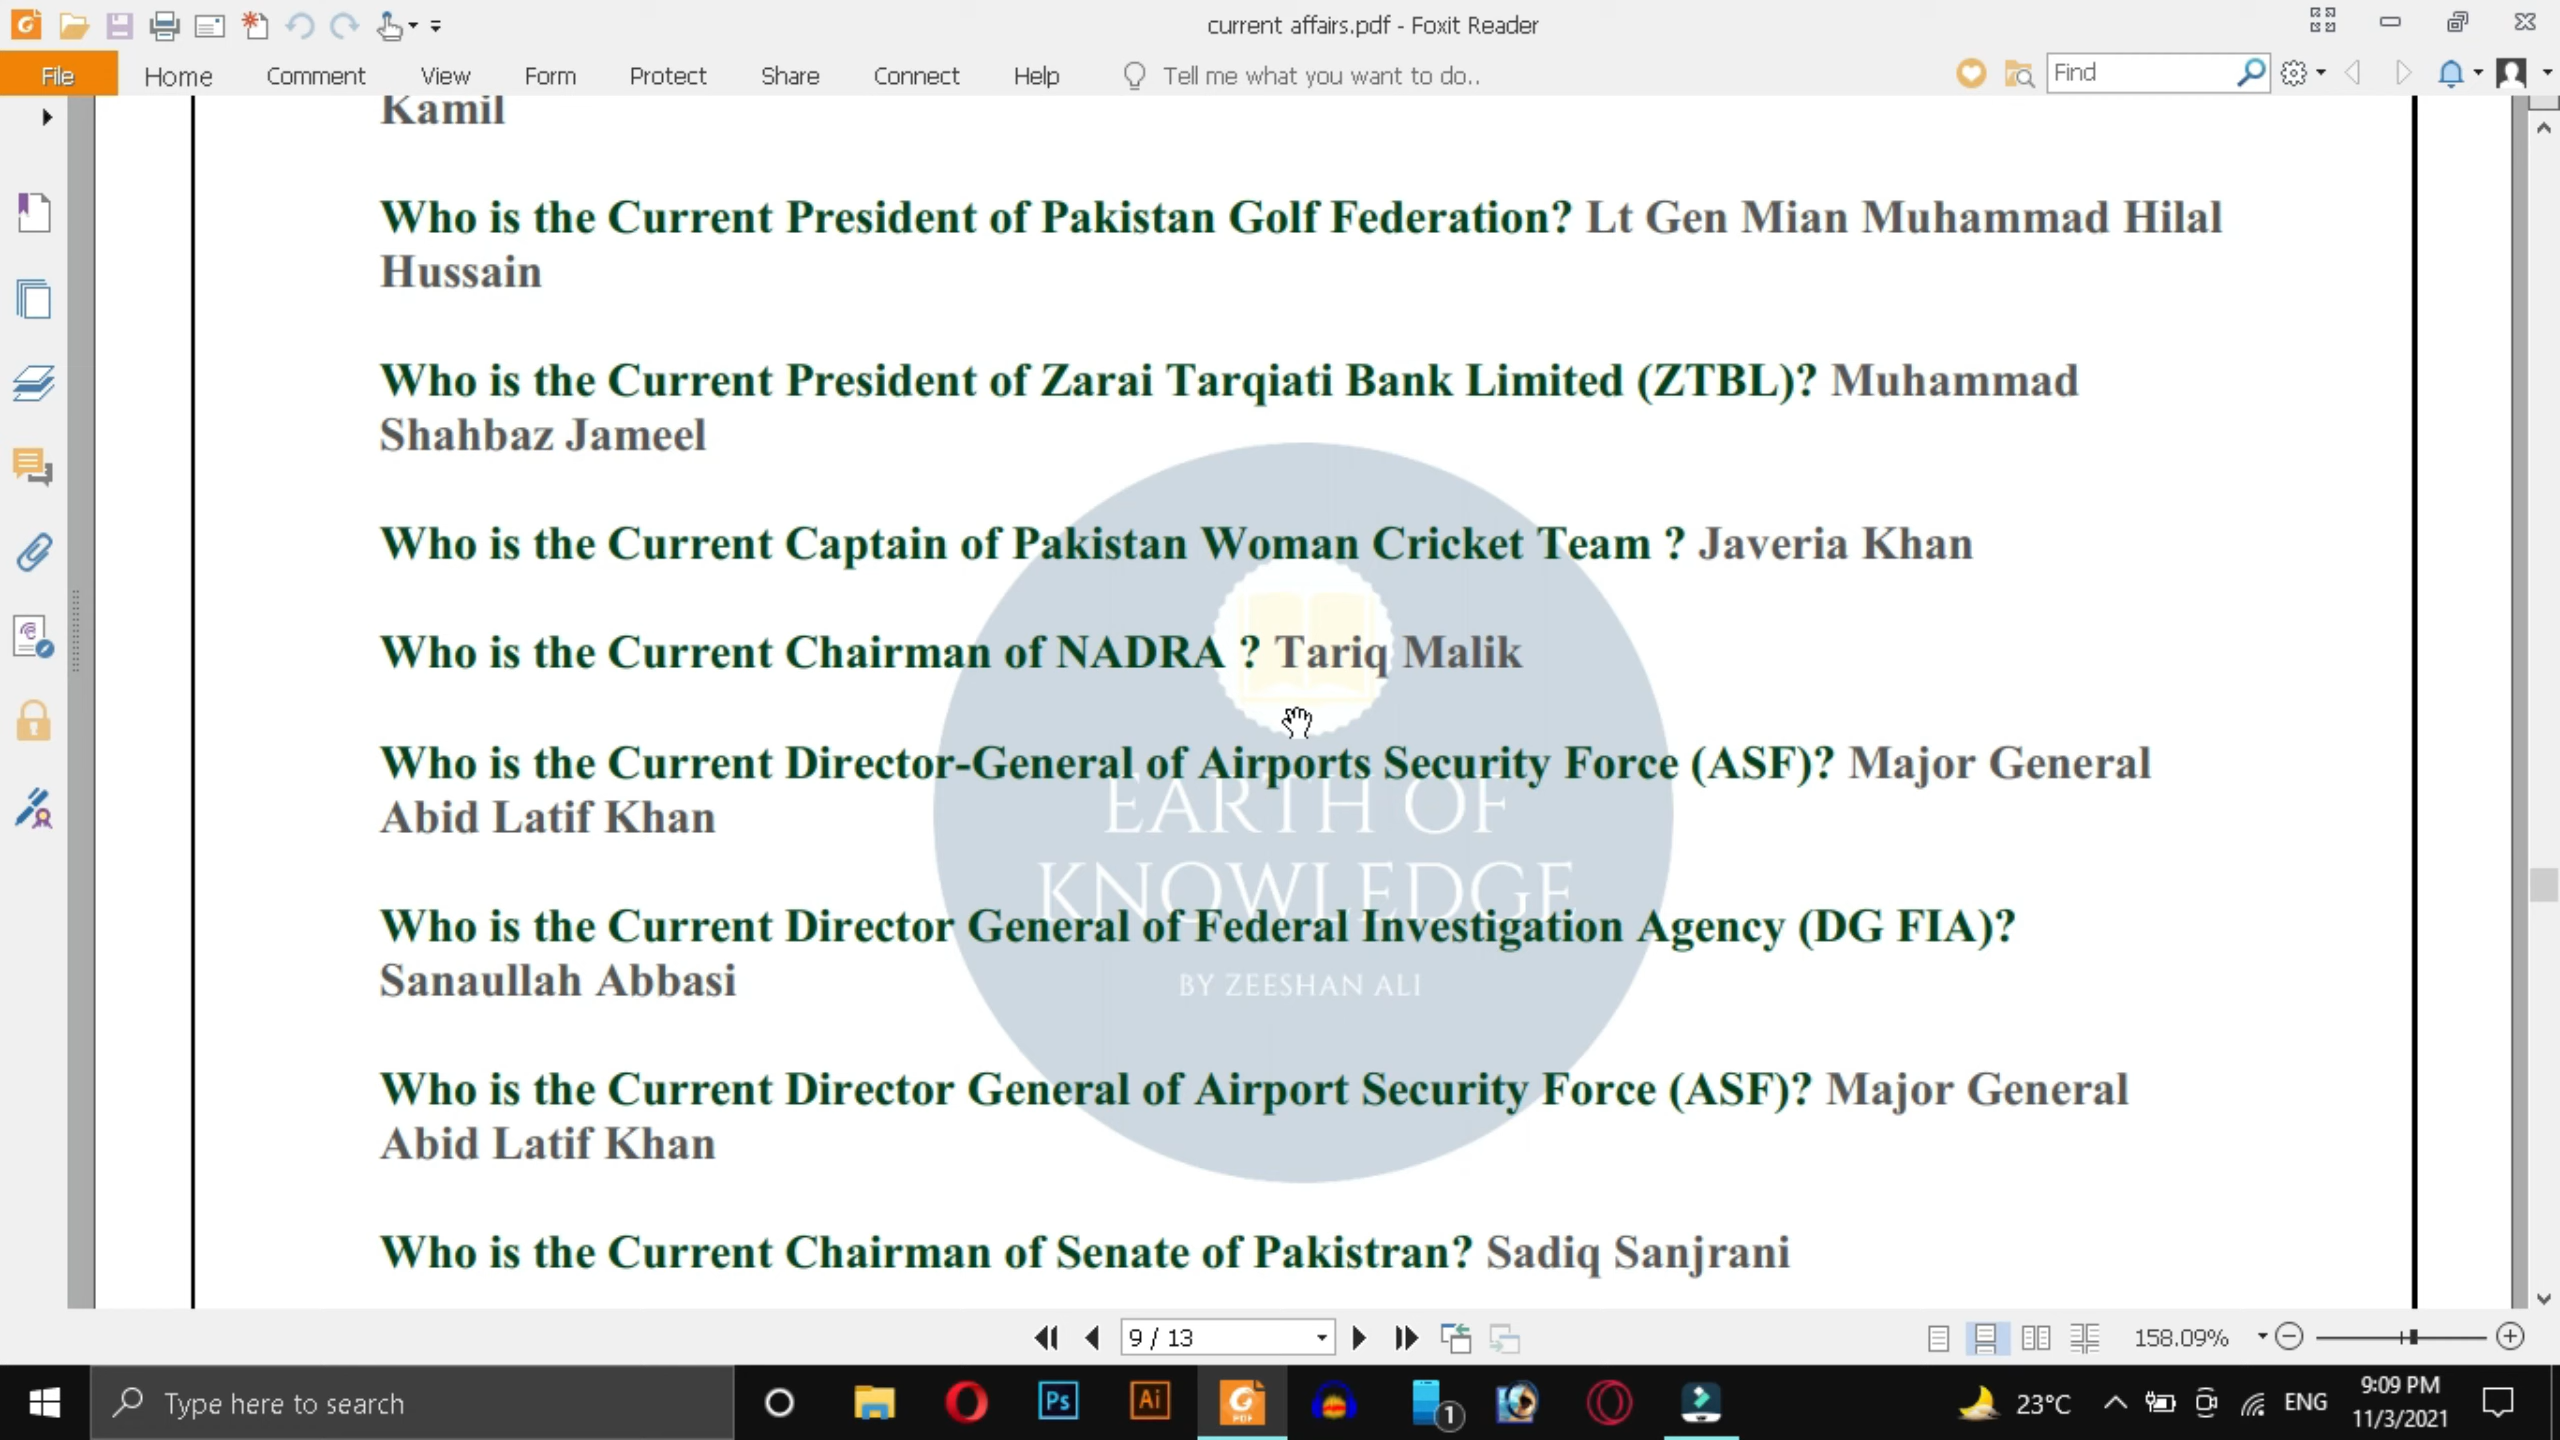 current affairs.pdf - Foxit Reader
File Home Comment View Form Protect Share Connect Help Tell me what you want to do.. Find
Kamil
Who is the Current President of Pakistan Golf Federation? Lt Gen Mian Muhammad Hilal
Hussain
Who is the Current President of Zarai Tarqiati Bank Limited (ZTBL)? Muhammad
Shahbaz Jameel
Who is the Current Captain of Pakistan Woman Cricket Team ? Javeria Khan
Who is the Current Chairman of NADRA ? Tariq Malik
Who is the Current Director-General of Airports Security Force (ASF)? Major General
Abid Latif Khan
EARTH OF
KNOWLEDGE
Who is the Current Director General of Federal Investigation Agency (DG FIA)?
Sanaullah Abbasi
BY ZEESHAN ALI
Who is the Current Director General of Airport Security Force (ASF)? Major General
Abid Latif Khan
Who is the Current Chairman of Senate of Pakistran? Sadiq Sanjrani
9 / 13 158.09%
Type here to search Ps Ai PDF 1 23°C ENG 9:09 PM
11/3/2021